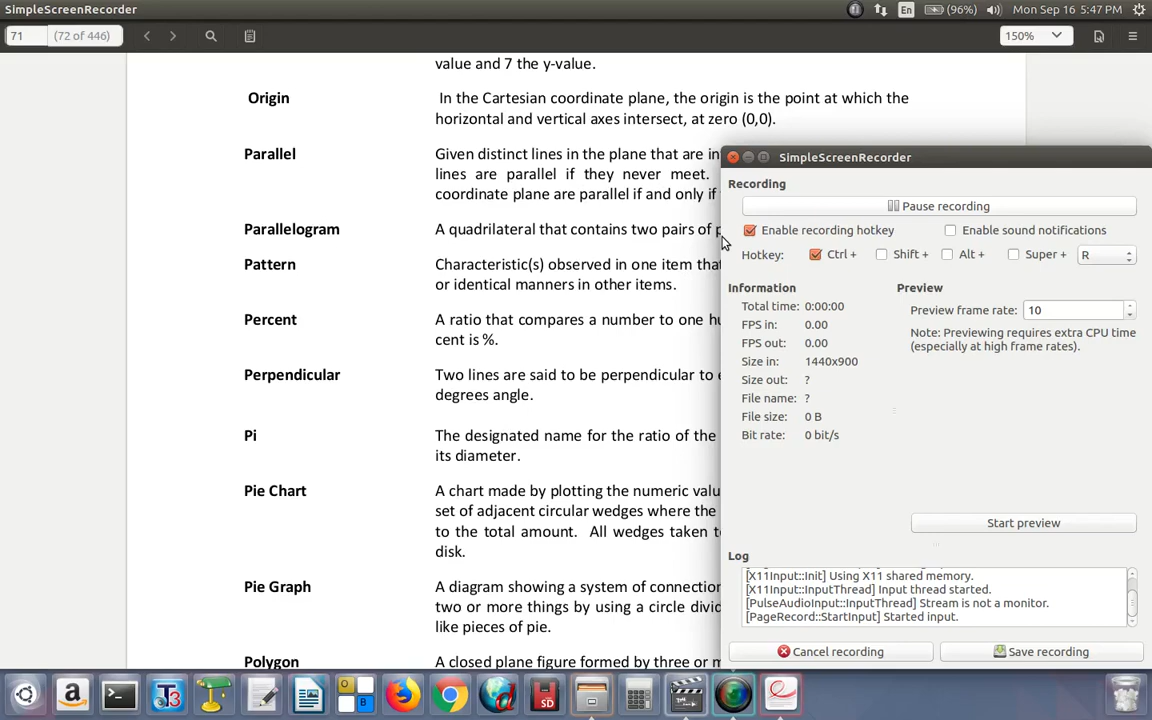 SimpleScreenRecorder
En
(96%)
Mon Sep 16 5:47 PM
71
(72 of 446)
150%
value and 7 the y-value.
Origin
In the Cartesian coordinate plane, the origin is the point at which the
horizontal and vertical axes intersect, at zero (0,0).
Parallel
Given distinct lines in the plane that are in
lines are parallel if they never meet.
coordinate plane are parallel if and only if
Parallelogram
A quadrilateral that contains two pairs of p
Pattern
Characteristic(s) observed in one item that
or identical manners in other items.
Percent
A ratio that compares a number to one hu
cent is %.
Perpendicular
Two lines are said to be perpendicular to e
degrees angle.
Pi
The designated name for the ratio of the
its diameter.
Pie Chart
A chart made by plotting the numeric valu
set of adjacent circular wedges where the
to the total amount. All wedges taken to
disk.
Pie Graph
A diagram showing a system of connection
two or more things by using a circle divid
like pieces of pie.
Polygon
A closed plane figure formed by three or m
SimpleScreenRecorder
Recording
Pause recording
Enable recording hotkey
Enable sound notifications
Hotkey:
Ctrl +
Shift +
Alt +
Super +
R
Information
Total time: 0:00:00
FPS in: 0.00
FPS out: 0.00
Size in: 1440x900
Size out: ?
File name: ?
File size: 0 B
Bit rate: 0 bit/s
Preview
Preview frame rate: 10
Note: Previewing requires extra CPU time
(especially at high frame rates).
Start preview
Log
[X11Input::Init] Using X11 shared memory.
[X11Input::InputThread] Input thread started.
[PulseAudioInput::InputThread] Stream is not a monitor.
[PageRecord::StartInput] Started input.
Cancel recording
Save recording
a
T3
O
B
SD